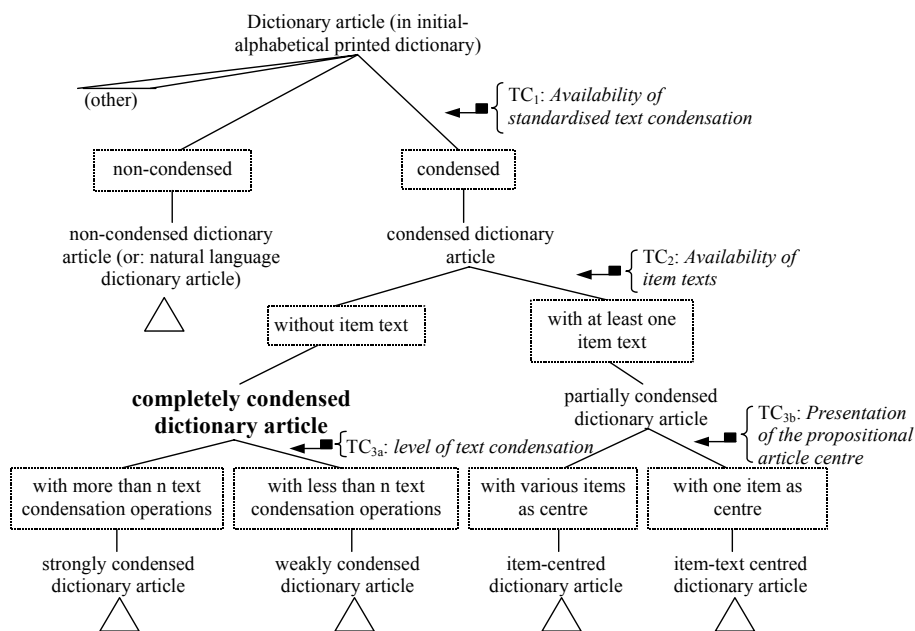 Dictionary article (in initial-
alphabetical printed dictionary)
(other)
TC1: Availability of
standardised text condensation
non-condensed
condensed
non-condensed dictionary
article (or: natural language
dictionary article)
condensed dictionary
article
TC2: Availability of
item texts
without item text
with at least one
item text
completely condensed
dictionary article
partially condensed
dictionary article
TC3a: level of text condensation
TC3b: Presentation
of the propositional
article centre
with more than n text
condensation operations
with less than n text
condensation operations
with various items
as centre
with one item as
centre
strongly condensed
dictionary article
weakly condensed
dictionary article
item-centred
dictionary article
item-text centred
dictionary article